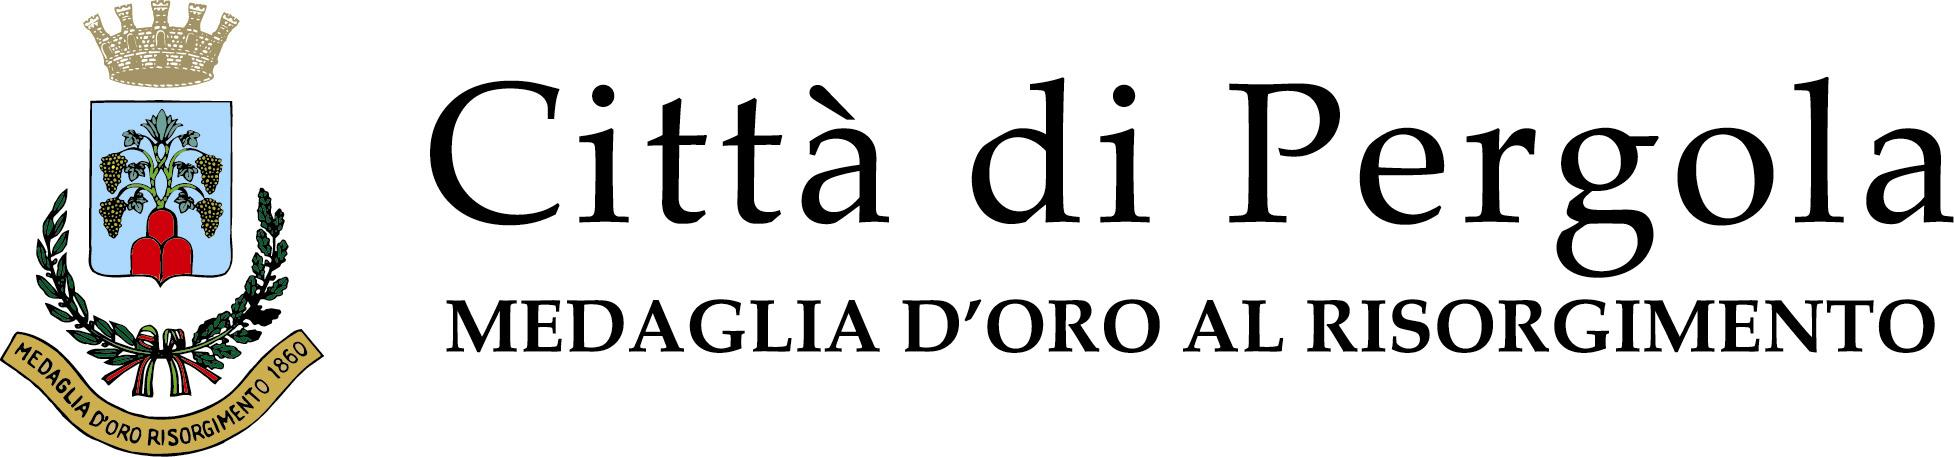 Città di Pergola
MEDAGLIA D’ORO AL RISORGIMENTO
MEDAGLIA D'ORO RISORGIMENTO 1860